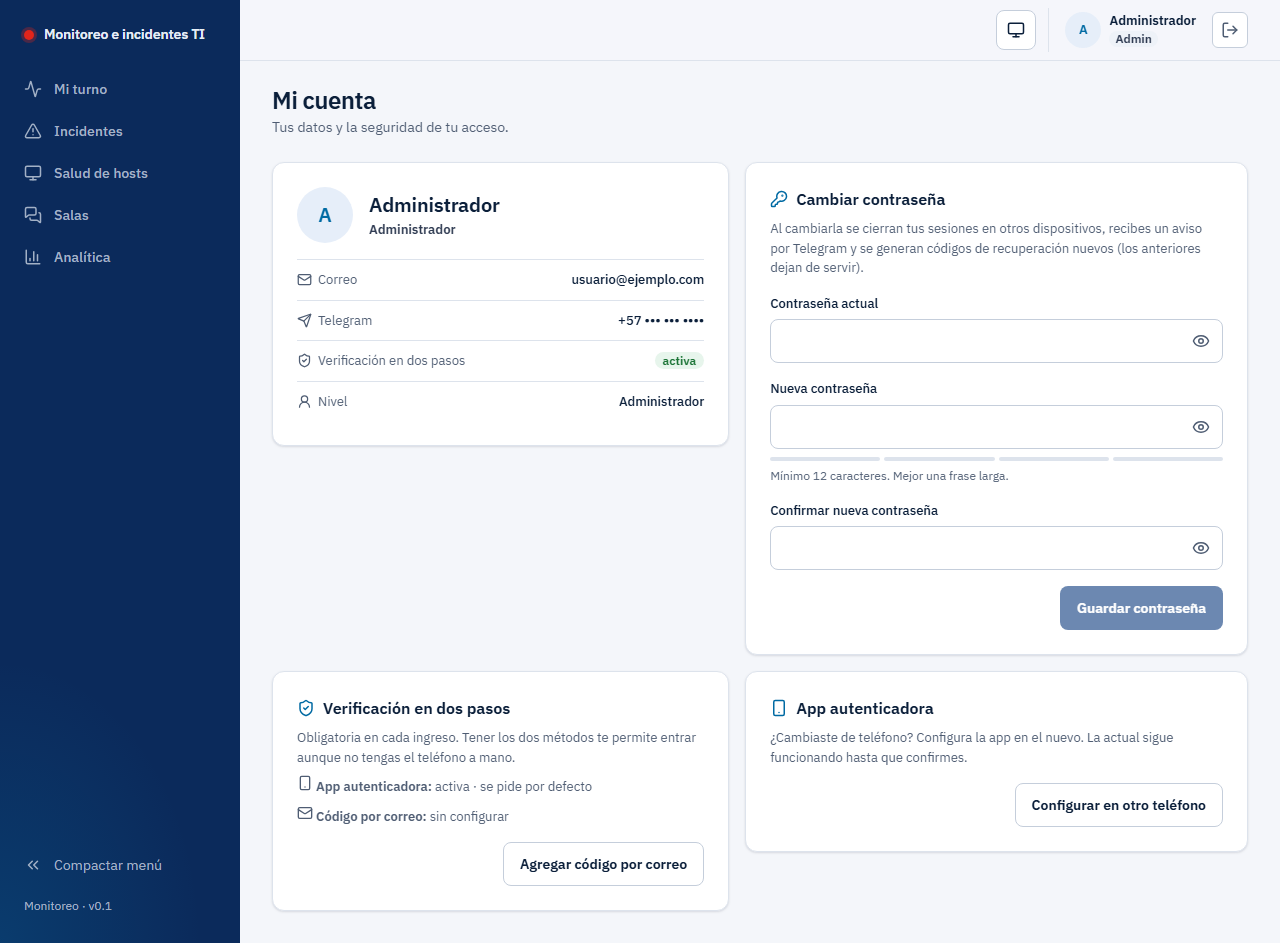 Monitoreo e incidentes TI
Mi turno
Incidentes
Salud de hosts
Salas
Analítica
Compactar menú
Monitoreo · v0.1
A
Administrador
Admin
Mi cuenta
Tus datos y la seguridad de tu acceso.
A
Administrador
Administrador
Correo usuario@ejemplo.com
Telegram +57 ••• ••• ••••
Verificación en dos pasos activa
Nivel Administrador
Cambiar contraseña
Al cambiarla se cierran tus sesiones en otros dispositivos, recibes un aviso
por Telegram y se generan códigos de recuperación nuevos (los anteriores
dejan de servir).
Contraseña actual
Nueva contraseña
Mínimo 12 caracteres. Mejor una frase larga.
Confirmar nueva contraseña
Guardar contraseña
Verificación en dos pasos
Obligatoria en cada ingreso. Tener los dos métodos te permite entrar
aunque no tengas el teléfono a mano.
App autenticadora: activa · se pide por defecto
Código por correo: sin configurar
Agregar código por correo
App autenticadora
¿Cambiaste de teléfono? Configura la app en el nuevo. La actual sigue
funcionando hasta que confirmes.
Configurar en otro teléfono